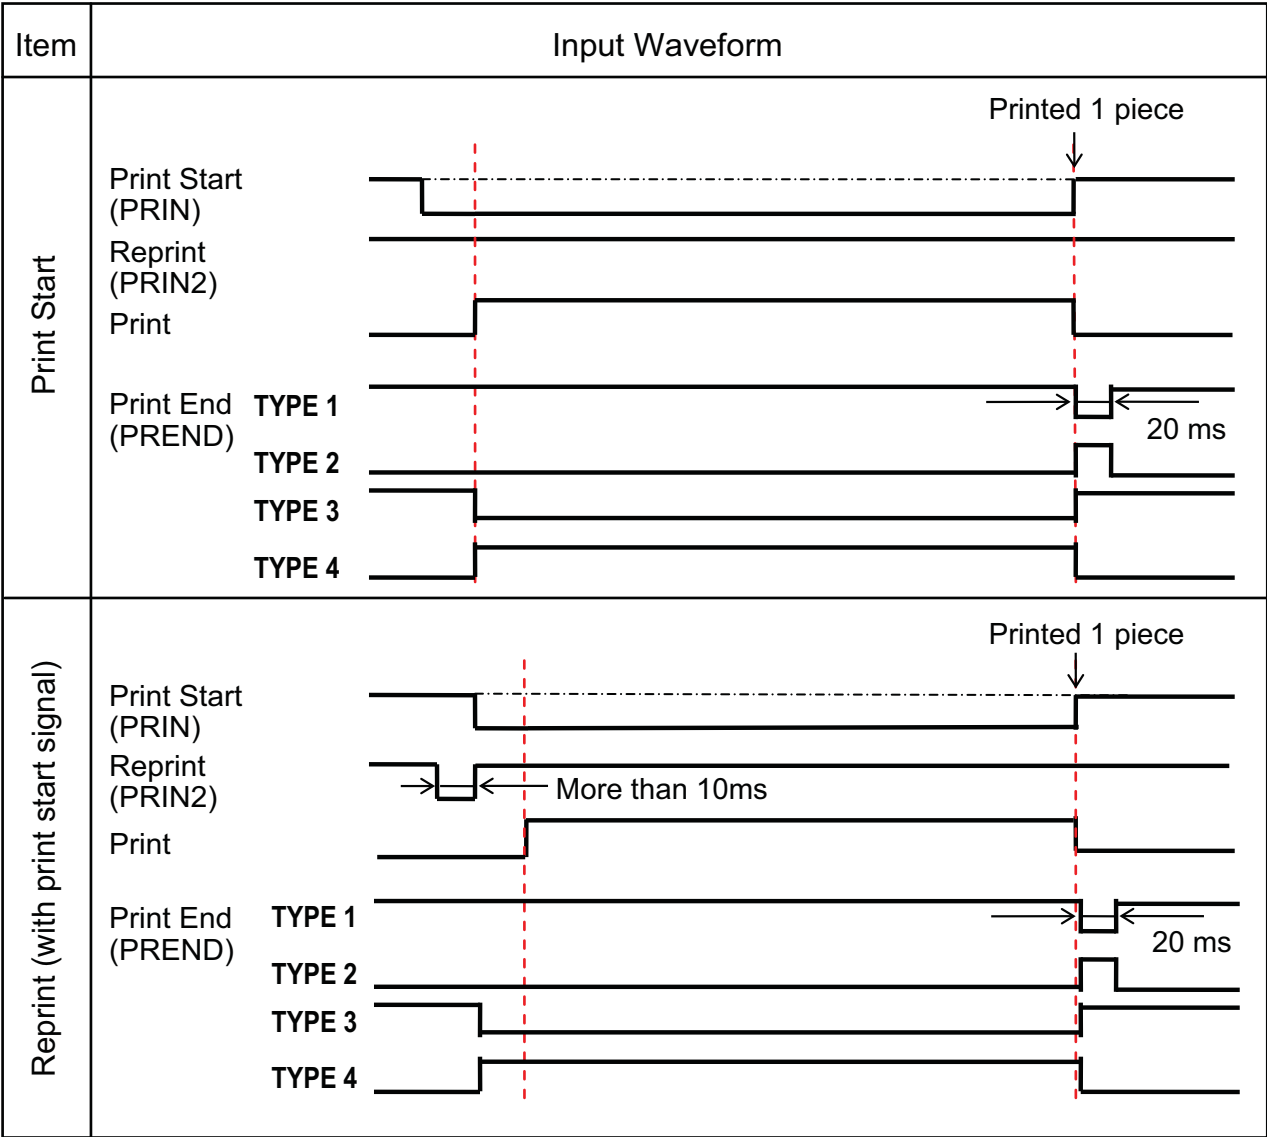 Item
Input Waveform
Print Start
Printed 1 piece
Print Start
(PRIN)
Reprint
(PRIN2)
Print
Print End
(PREND)
TYPE 1
20 ms
TYPE 2
TYPE 3
TYPE 4
Reprint (with print start signal)
Printed 1 piece
Print Start
(PRIN)
Reprint
(PRIN2)
More than 10ms
Print
Print End
(PREND)
TYPE 1
20 ms
TYPE 2
TYPE 3
TYPE 4